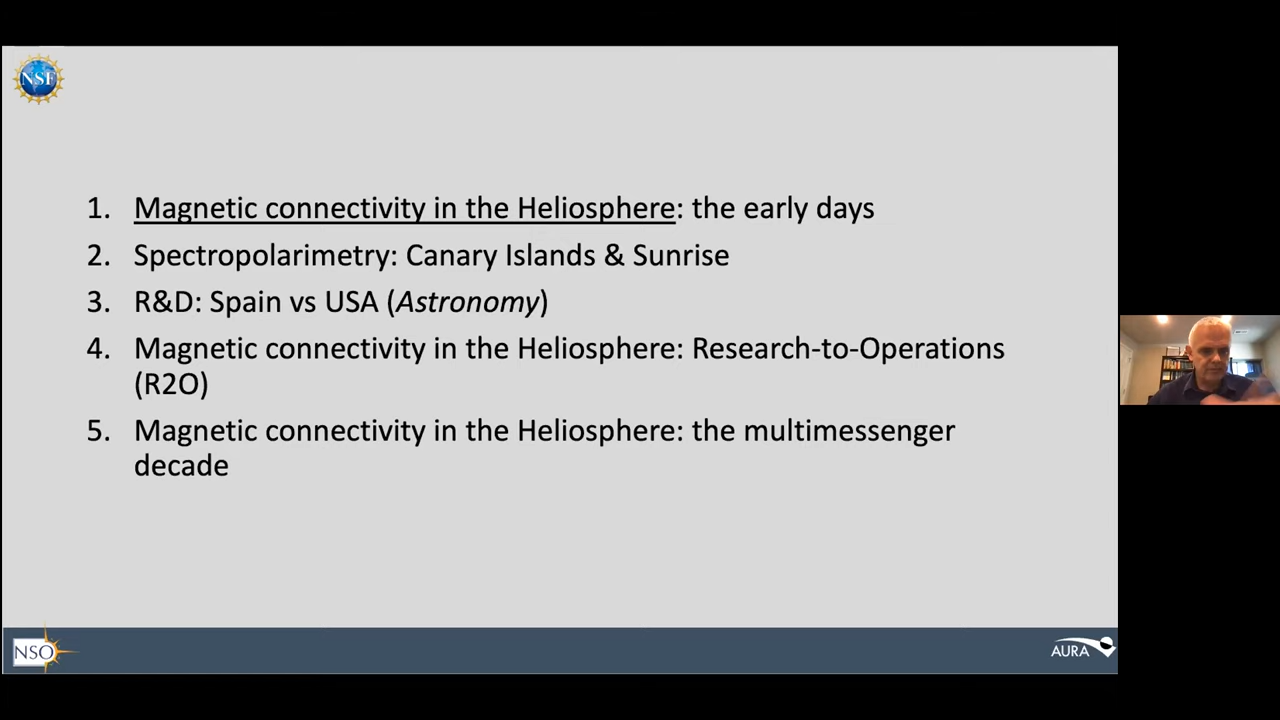 NSF
1. Magnetic connectivity in the Heliosphere: the early days
2. Spectropolarimetry: Canary Islands & Sunrise
3. R&D: Spain vs USA (Astronomy)
4. Magnetic connectivity in the Heliosphere: Research-to-Operations
(R2O)
5. Magnetic connectivity in the Heliosphere: the multimessenger
decade
NSO
AURA